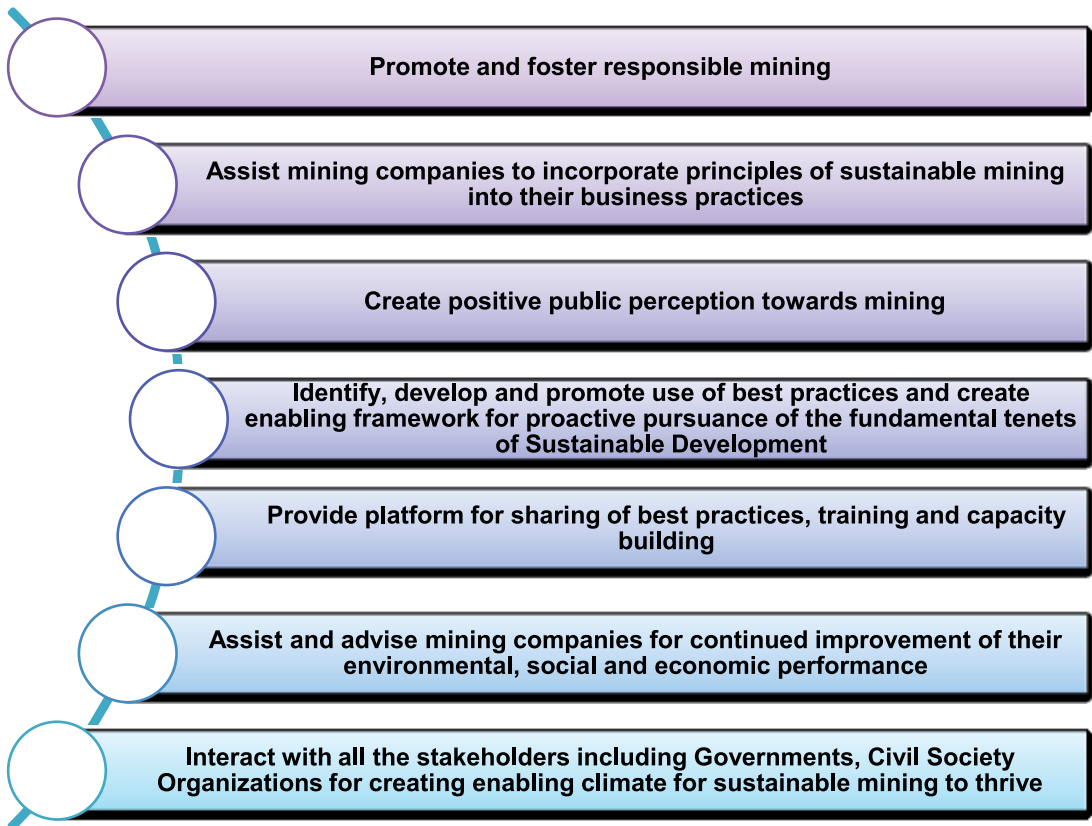 Promote and foster responsible mining
Assist mining companies to incorporate principles of sustainable mining
into their business practices
Create positive public perception towards mining
Identify, develop and promote use of best practices and create
enabling framework for proactive pursuance of the fundamental tenets
of Sustainable Development
Provide platform for sharing of best practices, training and capacity
building
Assist and advise mining companies for continued improvement of their
environmental, social and economic performance
Interact with all the stakeholders including Governments, Civil Society
Organizations for creating enabling climate for sustainable mining to thrive